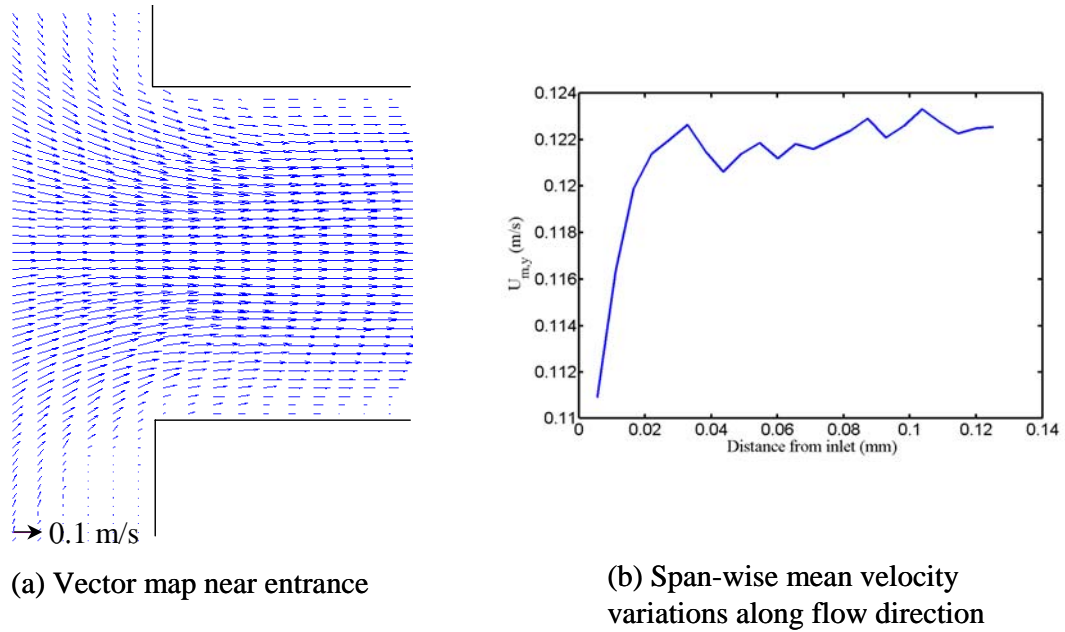 0.1 m/s
(a) Vector map near entrance
0.124
0.122
0.12
0.118
0.116
0.114
0.112
0.11
U m,y (m/s)
0 0.02 0.04 0.06 0.08 0.1 0.12 0.14
Distance from inlet (mm)
(b) Span-wise mean velocity
variations along flow direction